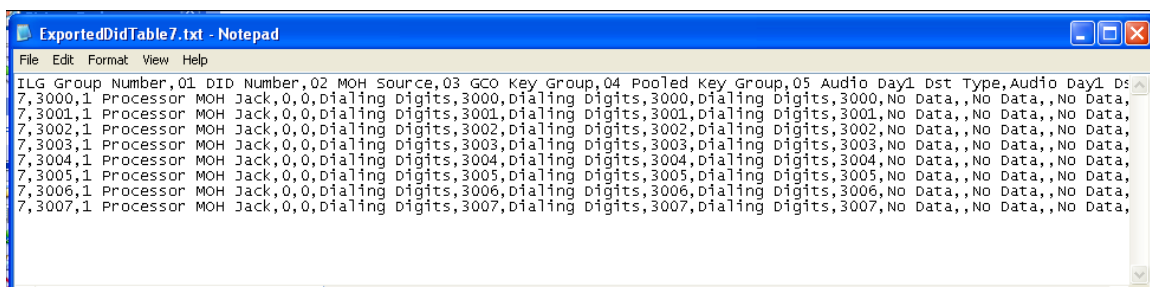 ExportedDidTable7.txt - Notepad
File Edit Format View Help
ILG Group Number,01 DID Number,02 MOH Source,03 GCO Key Group,04 Pooled Key Group,05 Audio Day1 Dst Type,Audio Day1 Ds
7,3000,1 Processor MOH Jack,0,0,Dialing Digits,3000,Dialing Digits,3000,Dialing Digits,3000,No Data,,No Data,,No Data,
7,3001,1 Processor MOH Jack,0,0,Dialing Digits,3001,Dialing Digits,3001,Dialing Digits,3001,No Data,,No Data,,No Data,
7,3002,1 Processor MOH Jack,0,0,Dialing Digits,3002,Dialing Digits,3002,Dialing Digits,3002,No Data,,No Data,,No Data,
7,3003,1 Processor MOH Jack,0,0,Dialing Digits,3003,Dialing Digits,3003,Dialing Digits,3003,No Data,,No Data,,No Data,
7,3004,1 Processor MOH Jack,0,0,Dialing Digits,3004,Dialing Digits,3004,Dialing Digits,3004,No Data,,No Data,,No Data,
7,3005,1 Processor MOH Jack,0,0,Dialing Digits,3005,Dialing Digits,3005,Dialing Digits,3005,No Data,,No Data,,No Data,
7,3006,1 Processor MOH Jack,0,0,Dialing Digits,3006,Dialing Digits,3006,Dialing Digits,3006,No Data,,No Data,,No Data,
7,3007,1 Processor MOH Jack,0,0,Dialing Digits,3007,Dialing Digits,3007,Dialing Digits,3007,No Data,,No Data,,No Data,